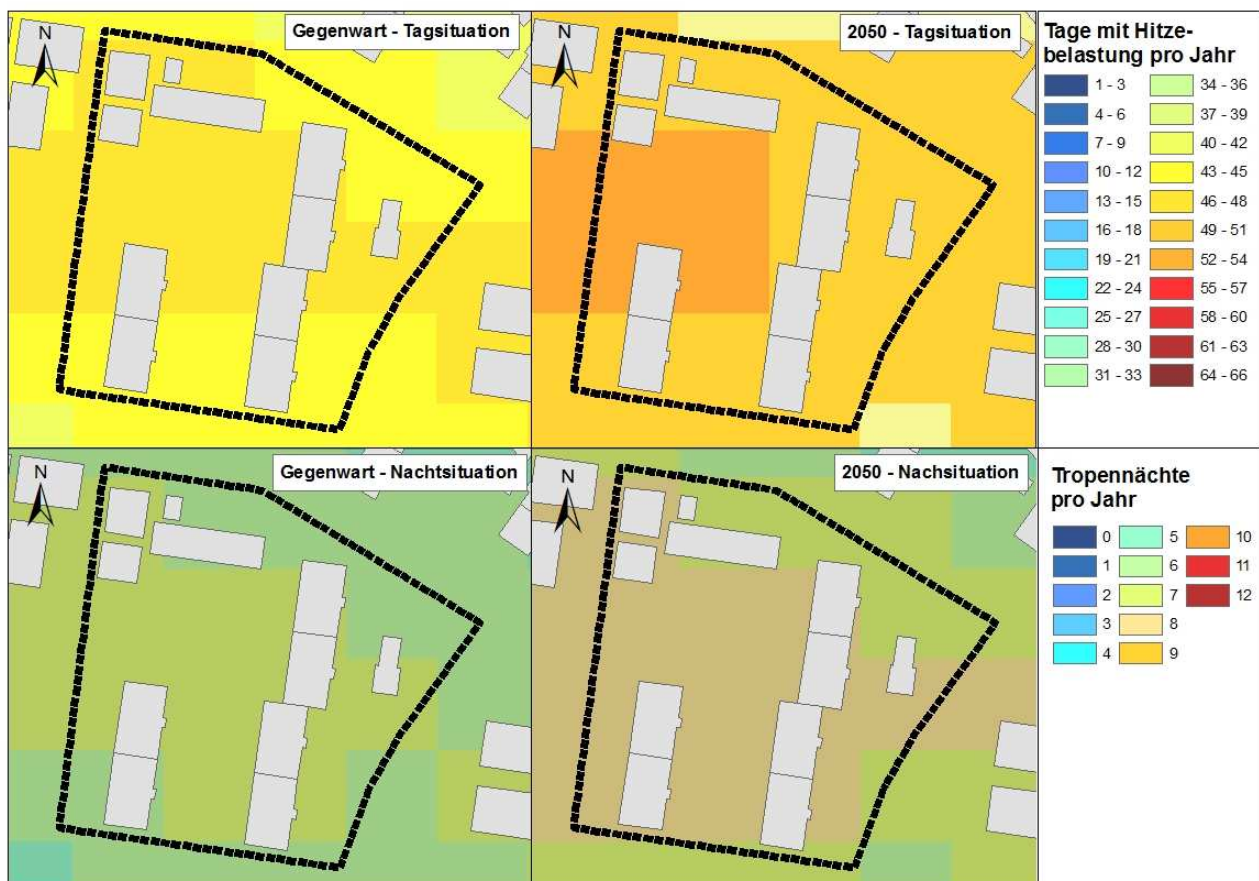 Gegenwart - Tagsituation
N
2050 - Tagsituation
N
Tage mit Hitze-
belastung pro Jahr
1 - 3
4 - 6
7 - 9
10 - 12
13 - 15
16 - 18
19 - 21
22 - 24
25 - 27
28 - 30
31 - 33
34 - 36
37 - 39
40 - 42
43 - 45
46 - 48
49 - 51
52 - 54
55 - 57
58 - 60
61 - 63
64 - 66
Gegenwart - Nachtsituation
N
2050 - Nachsituation
N
Tropennächte
pro Jahr
0
1
2
3
4
5
6
7
8
9
10
11
12